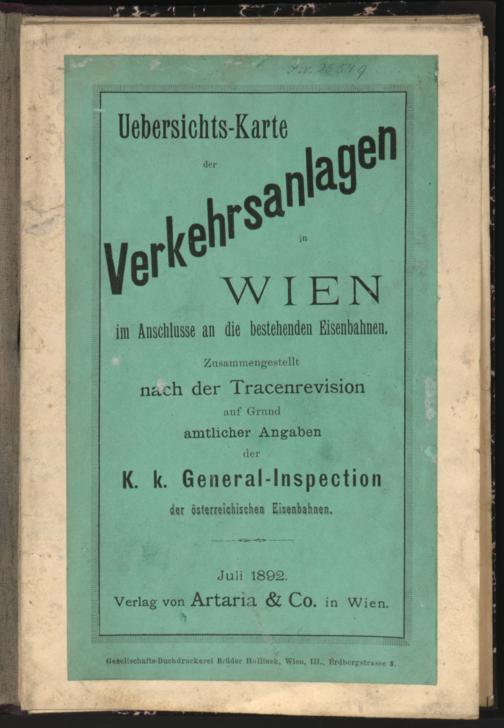 Uebersichts-Karte
der
Verkehrsanlagen
in
WIEN
im Anschlusse an die bestehenden Eisenbahnen.
Zusammengestellt
nach der Tracenrevision
auf Grund
amtlicher Angaben
der
K. k. General-Inspection
der österreichischen Eisenbahnen.
Juli 1892.
Verlag von Artaria & Co. in Wien.
Gesellschafts-Buchdruckerei Brüder Hollinek, Wien, III., Erdbergstrasse 3.